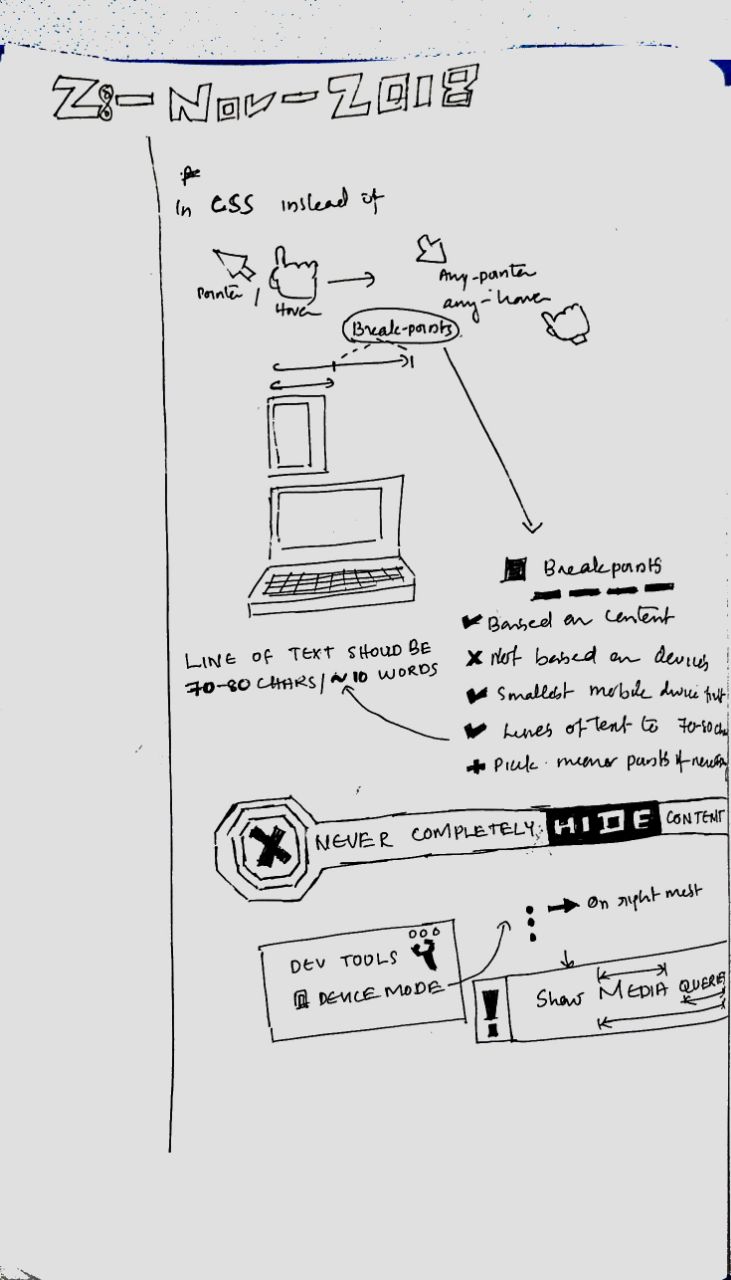 28-Nov-2018
In CSS instead of
Pointer / Hover
Any-pointer
any-hover
Break-points
Breakpoints
✔ Based on content
✗ Not based on devices
✔ Smallest mobile device first
✔ Lines of text to 70-80 cha
+ Pick minor points if
LINE OF TEXT SHOULD BE
70-80 CHARS/ ~10 WORDS
X NEVER COMPLETELY HIDE CONTENT
→ On right most
DEV TOOLS
DEVICE MODE
! Show MEDIA QUERIE